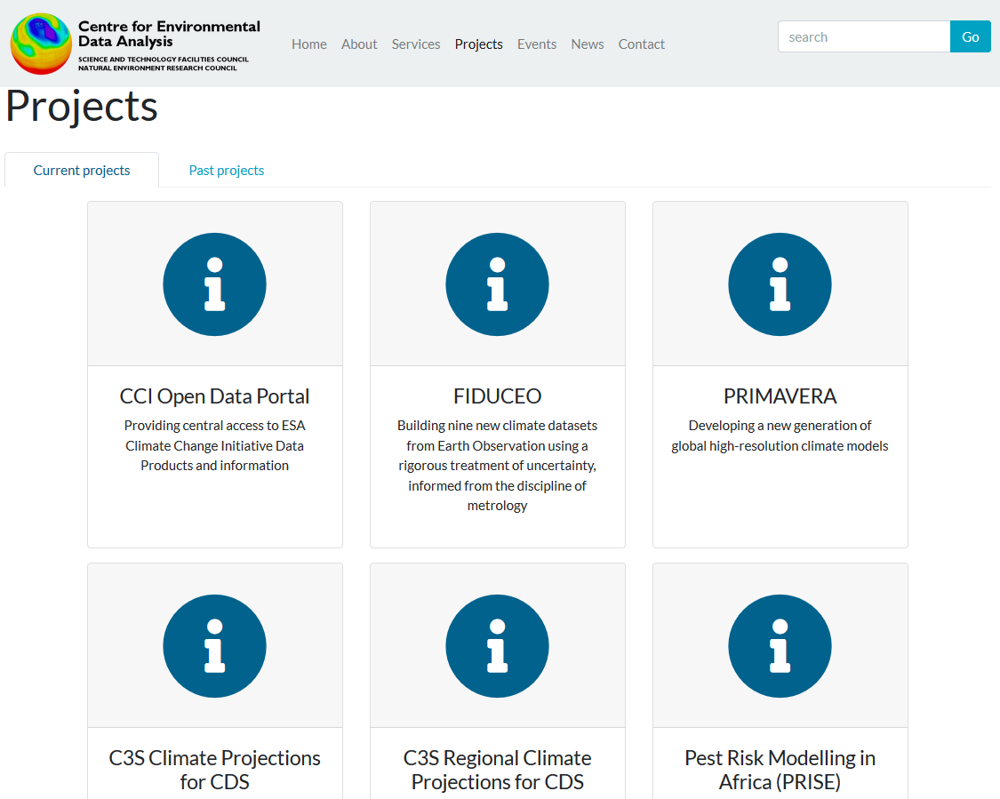 Centre for Environmental
Data Analysis
SCIENCE AND TECHNOLOGY FACILITIES COUNCIL
NATURAL ENVIRONMENT RESEARCH COUNCIL
Home About Services Projects Events News Contact
search Go
Projects
Current projects Past projects
CCI Open Data Portal
Providing central access to ESA
Climate Change Initiative Data
Products and information
FIDUCEO
Building nine new climate datasets
from Earth Observation using a
rigorous treatment of uncertainty,
informed from the discipline of
metrology
PRIMAVERA
Developing a new generation of
global high-resolution climate models
C3S Climate Projections
for CDS
C3S Regional Climate
Projections for CDS
Pest Risk Modelling in
Africa (PRISE)